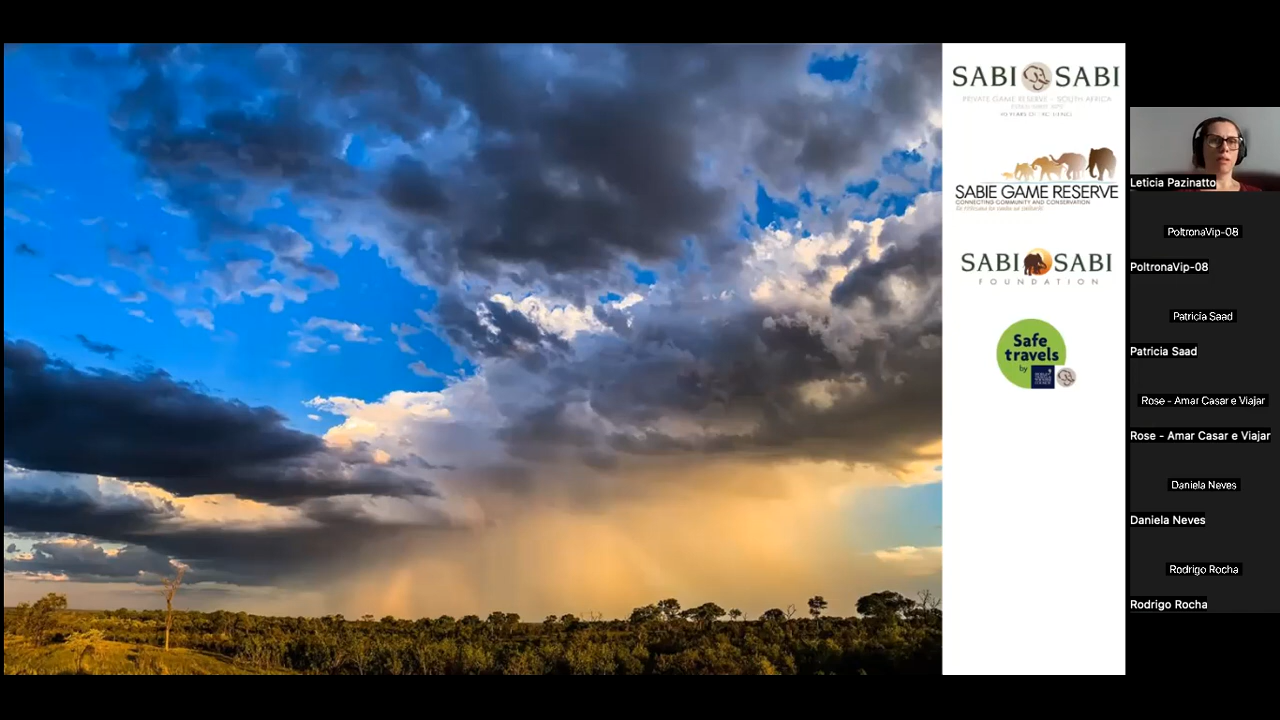 SABI SABI
PRIVATE GAME RESERVE – SOUTH AFRICA
SABIE GAME RESERVE
CONNECTING COMMUNITY AND CONSERVATION
SABI SABI
FOUNDATION
Safe
travels
by
Leticia Pazinatto
PoltronaVip-08
PoltronaVip-08
Patricia Saad
Patricia Saad
Rose - Amar Casar e Viajar
Rose - Amar Casar e Viajar
Daniela Neves
Daniela Neves
Rodrigo Rocha
Rodrigo Rocha